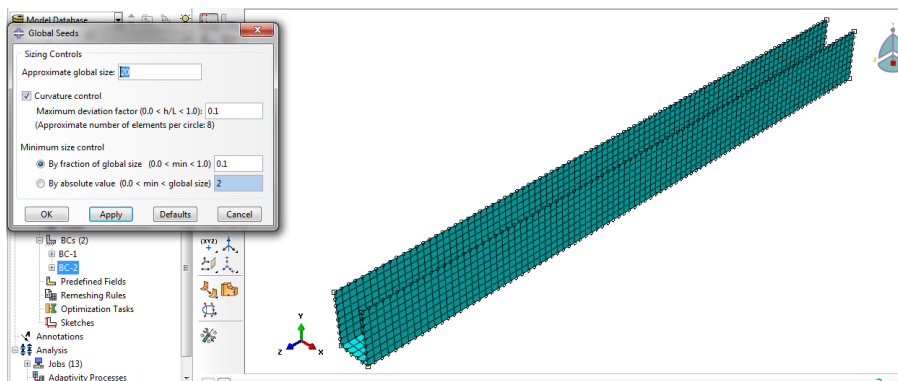 Model Database
Global Seeds
Sizing Controls
Approximate global size: 20
Curvature control
Maximum deviation factor (0.0 < h/L < 1.0): 0.1
(Approximate number of elements per circle: 8)
Minimum size control
By fraction of global size (0.0 < min < 1.0) 0.1
By absolute value (0.0 < min < global size) 2
OK Apply Defaults Cancel
BCs (2)
BC-1
BC-2
Predefined Fields
Remeshing Rules
Optimization Tasks
Sketches
Annotations
Analysis
Jobs (13)
Adaptivity Processes
(XYZ)
Y
Z X
Y
Z